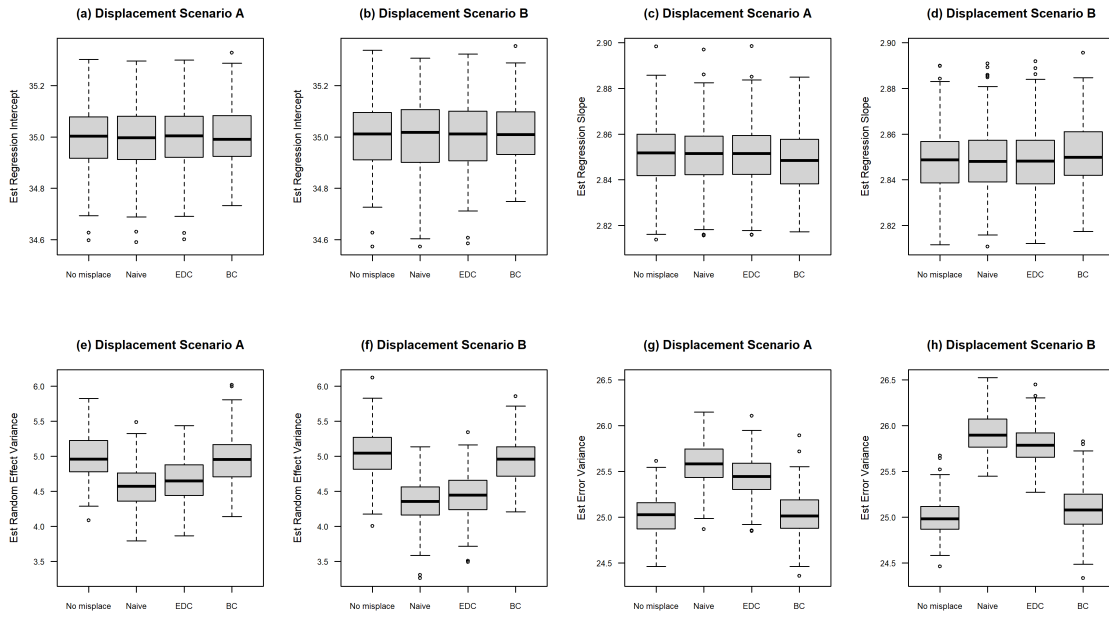 (a) Displacement Scenario A
Est Regression Intercept
35.2
35.0
34.8
34.6
No misplace Naive EDC BC
(b) Displacement Scenario B
Est Regression Intercept
35.2
35.0
34.8
34.6
No misplace Naive EDC BC
(c) Displacement Scenario A
Est Regression Slope
2.90
2.88
2.86
2.84
2.82
No misplace Naive EDC BC
(d) Displacement Scenario B
Est Regression Slope
2.90
2.88
2.86
2.84
2.82
No misplace Naive EDC BC
(e) Displacement Scenario A
Est Random Effect Variance
6.0
5.5
5.0
4.5
4.0
3.5
No misplace Naive EDC BC
(f) Displacement Scenario B
Est Random Effect Variance
6.0
5.5
5.0
4.5
4.0
3.5
No misplace Naive EDC BC
(g) Displacement Scenario A
Est Error Variance
26.5
26.0
25.5
25.0
24.5
No misplace Naive EDC BC
(h) Displacement Scenario B
Est Error Variance
26.5
26.0
25.5
25.0
24.5
No misplace Naive EDC BC